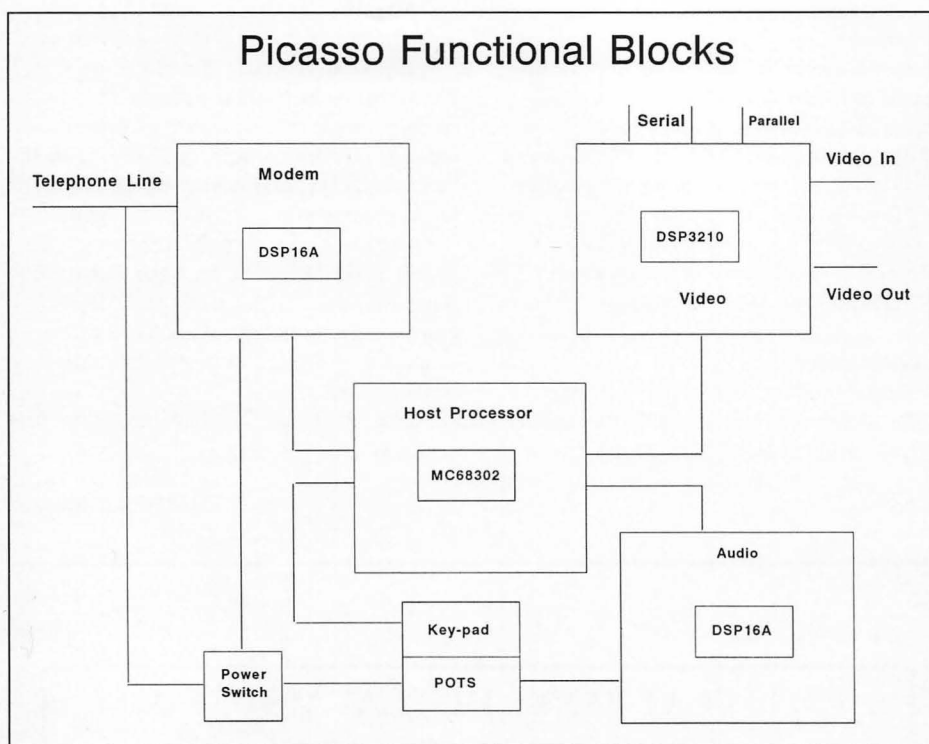 Picasso Functional Blocks
Serial
Parallel
Telephone Line
Modem
Video In
DSP16A
DSP3210
Video
Video Out
Host Processor
MC68302
Audio
Key-pad
DSP16A
Power
Switch
POTS